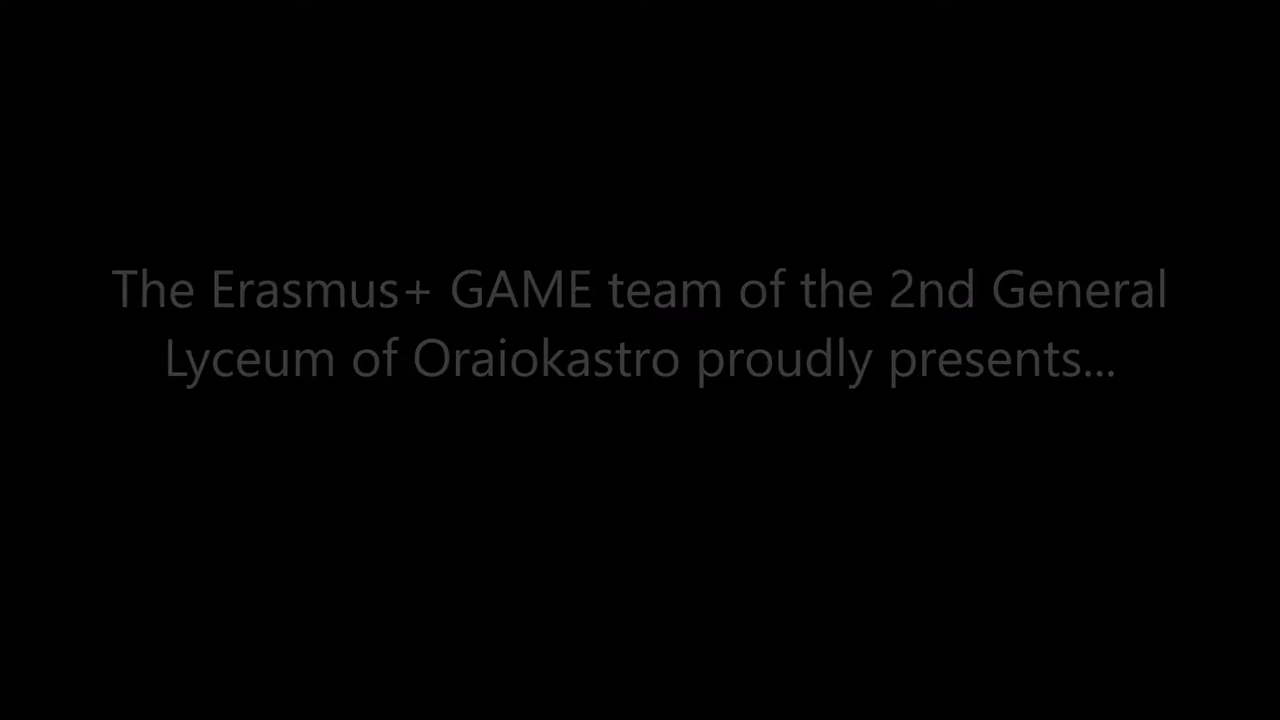 The Erasmus+ GAME team of the 2nd General
Lyceum of Oraiokastro proudly presents...